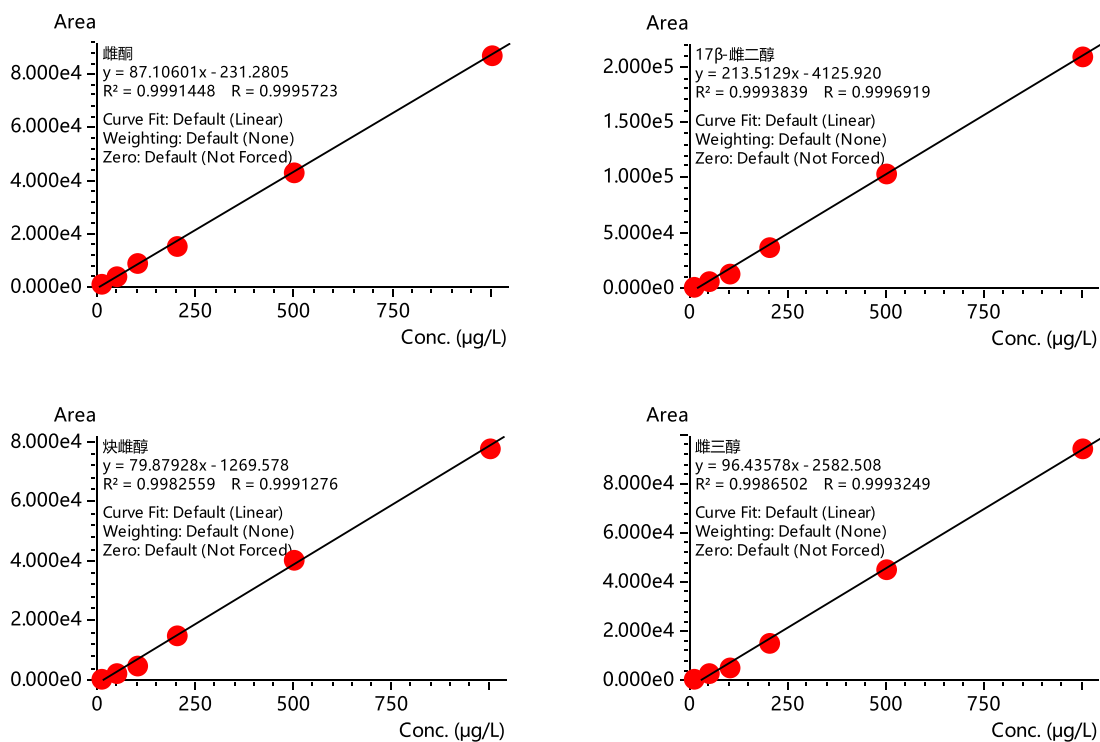 Area
雌酮
y = 87.10601x - 231.2805
R² = 0.9991448 R = 0.9995723
Curve Fit: Default (Linear)
Weighting: Default (None)
Zero: Default (Not Forced)
8.000e4
6.000e4
4.000e4
2.000e4
0.000e0
0 250 500 750
Conc. (µg/L)
Area
17β-雌二醇
y = 213.5129x - 4125.920
R² = 0.9993839 R = 0.9996919
Curve Fit: Default (Linear)
Weighting: Default (None)
Zero: Default (Not Forced)
2.000e5
1.500e5
1.000e5
5.000e4
0.000e0
0 250 500 750
Conc. (µg/L)
Area
炔雌醇
y = 79.87928x - 1269.578
R² = 0.9982559 R = 0.9991276
Curve Fit: Default (Linear)
Weighting: Default (None)
Zero: Default (Not Forced)
8.000e4
6.000e4
4.000e4
2.000e4
0.000e0
0 250 500 750
Conc. (µg/L)
Area
雌三醇
y = 96.43578x - 2582.508
R² = 0.9986502 R = 0.9993249
Curve Fit: Default (Linear)
Weighting: Default (None)
Zero: Default (Not Forced)
8.000e4
6.000e4
4.000e4
2.000e4
0.000e0
0 250 500 750
Conc. (µg/L)